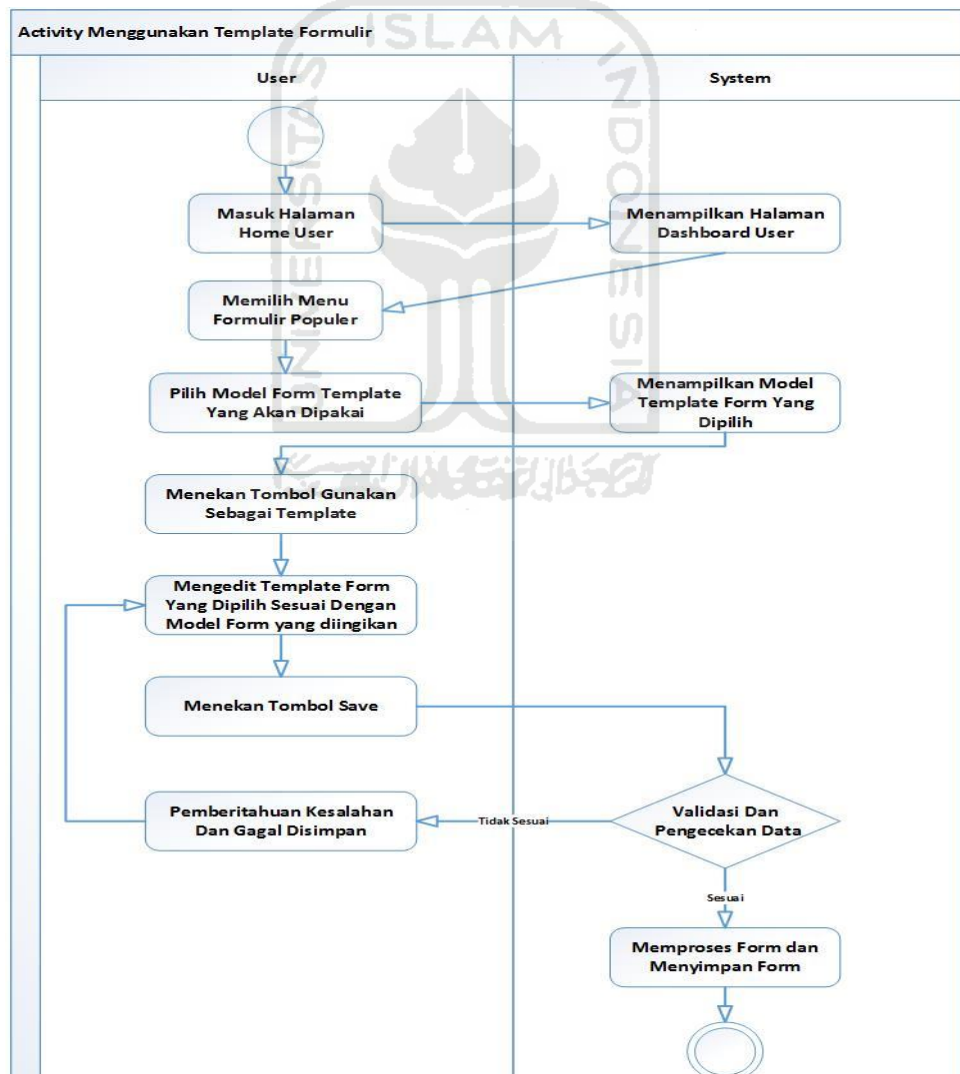 Activity Menggunakan Template Formulir
User
System
Masuk Halaman
Home User
Menampilkan Halaman
Dashboard User
Memilih Menu
Formulir Populer
Pilih Model Form Template
Yang Akan Dipakai
Menampilkan Model
Template Form Yang
Dipilih
Menekan Tombol Gunakan
Sebagai Template
Mengedit Template Form
Yang Dipilih Sesuai Dengan
Model Form yang diingikan
Menekan Tombol Save
Validasi Dan
Pengecekan Data
Tidak Sesuai
Pemberitahuan Kesalahan
Dan Gagal Disimpan
Sesuai
Memproses Form dan
Menyimpan Form
UNIVERSITAS
ISLAM
INDONESIA